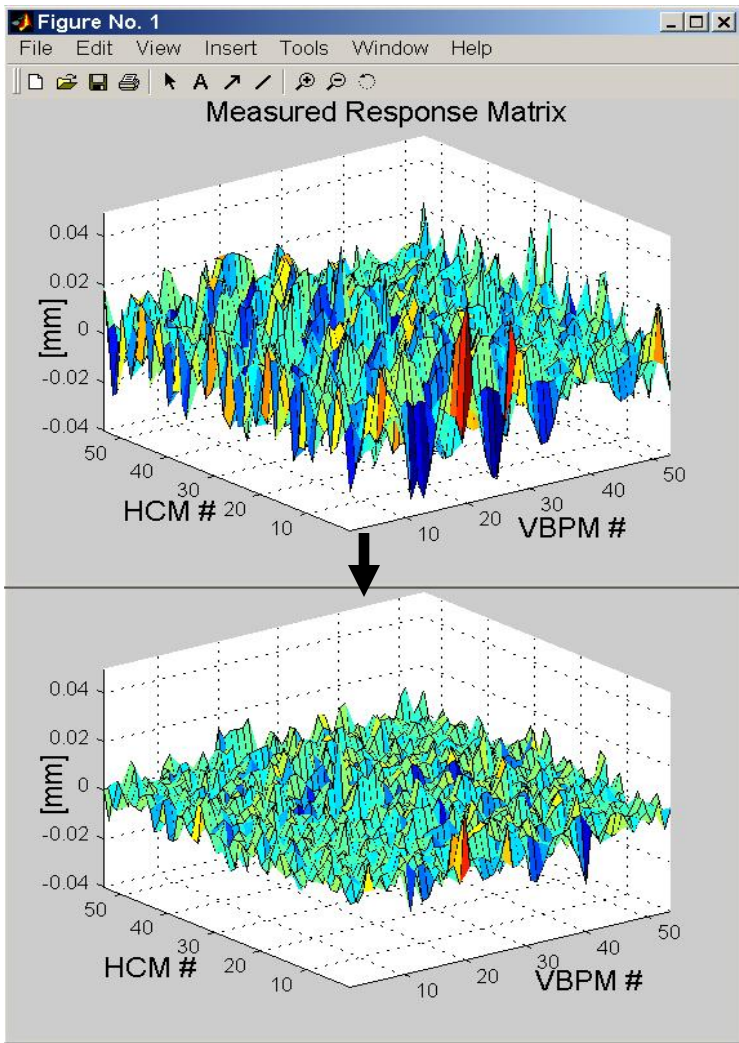 Figure No. 1
File Edit View Insert Tools Window Help
A
Measured Response Matrix
0.04
0.02
0
-0.02
-0.04
[mm]
50 40 30 20 10
HCM #
10 20 30 40 50
VBPM #
0.04
0.02
0
-0.02
-0.04
[mm]
50 40 30 20 10
HCM #
10 20 30 40 50
VBPM #